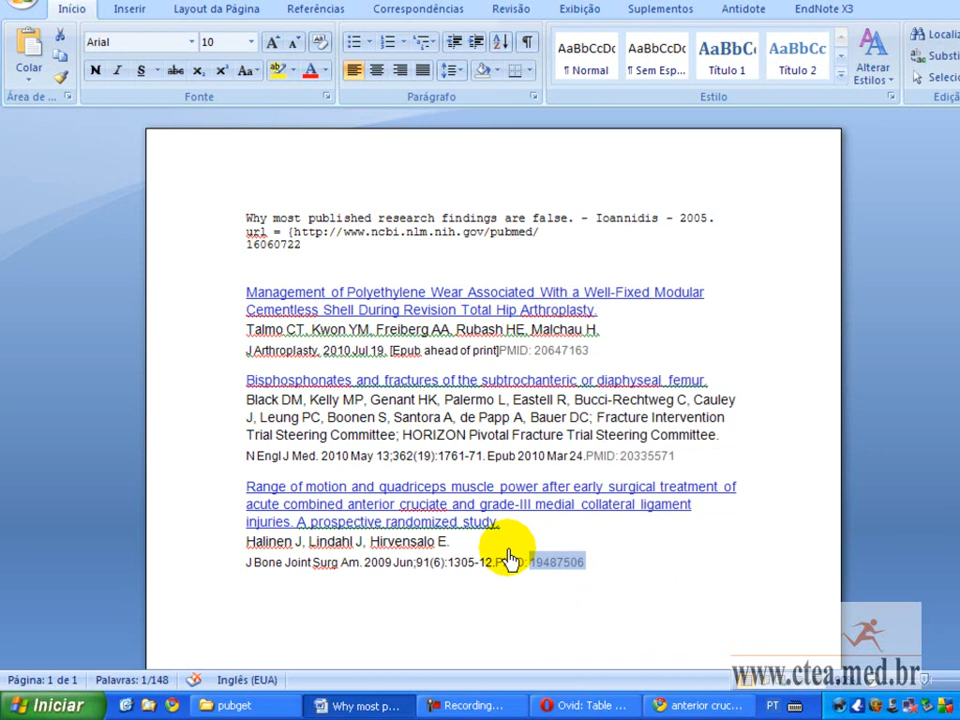 Início Inserir Layout da Página Referências Correspondências Revisão Exibição Suplementos Antidote EndNote X3
Colar
Arial 10
AaBbCcDc AaBbCcDc AaBbC AaBbCc
¶ Normal ¶ Sem Esp... Título 1 Título 2
Alterar Estilos
Localiz
Substi
Selecio
Área de ... Fonte Parágrafo Estilo Ediçã
Why most published research findings are false. - Ioannidis - 2005.
url = {http://www.ncbi.nlm.nih.gov/pubmed/
16060722
Management of Polyethylene Wear Associated With a Well-Fixed Modular
Cementless Shell During Revision Total Hip Arthroplasty.
Talmo CT, Kwon YM, Freiberg AA, Rubash HE, Malchau H.
J Arthroplasty. 2010 Jul 19. [Epub ahead of print]PMID: 20647163
Bisphosphonates and fractures of the subtrochanteric or diaphyseal femur.
Black DM, Kelly MP, Genant HK, Palermo L, Eastell R, Bucci-Rechtweg C, Cauley
J, Leung PC, Boonen S, Santora A, de Papp A, Bauer DC; Fracture Intervention
Trial Steering Committee; HORIZON Pivotal Fracture Trial Steering Committee.
N Engl J Med. 2010 May 13;362(19):1761-71. Epub 2010 Mar 24.PMID: 20335571
Range of motion and quadriceps muscle power after early surgical treatment of
acute combined anterior cruciate and grade-III medial collateral ligament
injuries. A prospective randomized study.
Halinen J, Lindahl J, Hirvensalo E.
J Bone Joint Surg Am. 2009 Jun;91(6):1305-12.PMID: 19487506
www.ctea.med.br
Página: 1 de 1 Palavras: 1/148 Inglês (EUA)
Iniciar pubget Why most p... Recording... Ovid: Table ... anterior cruc... PT